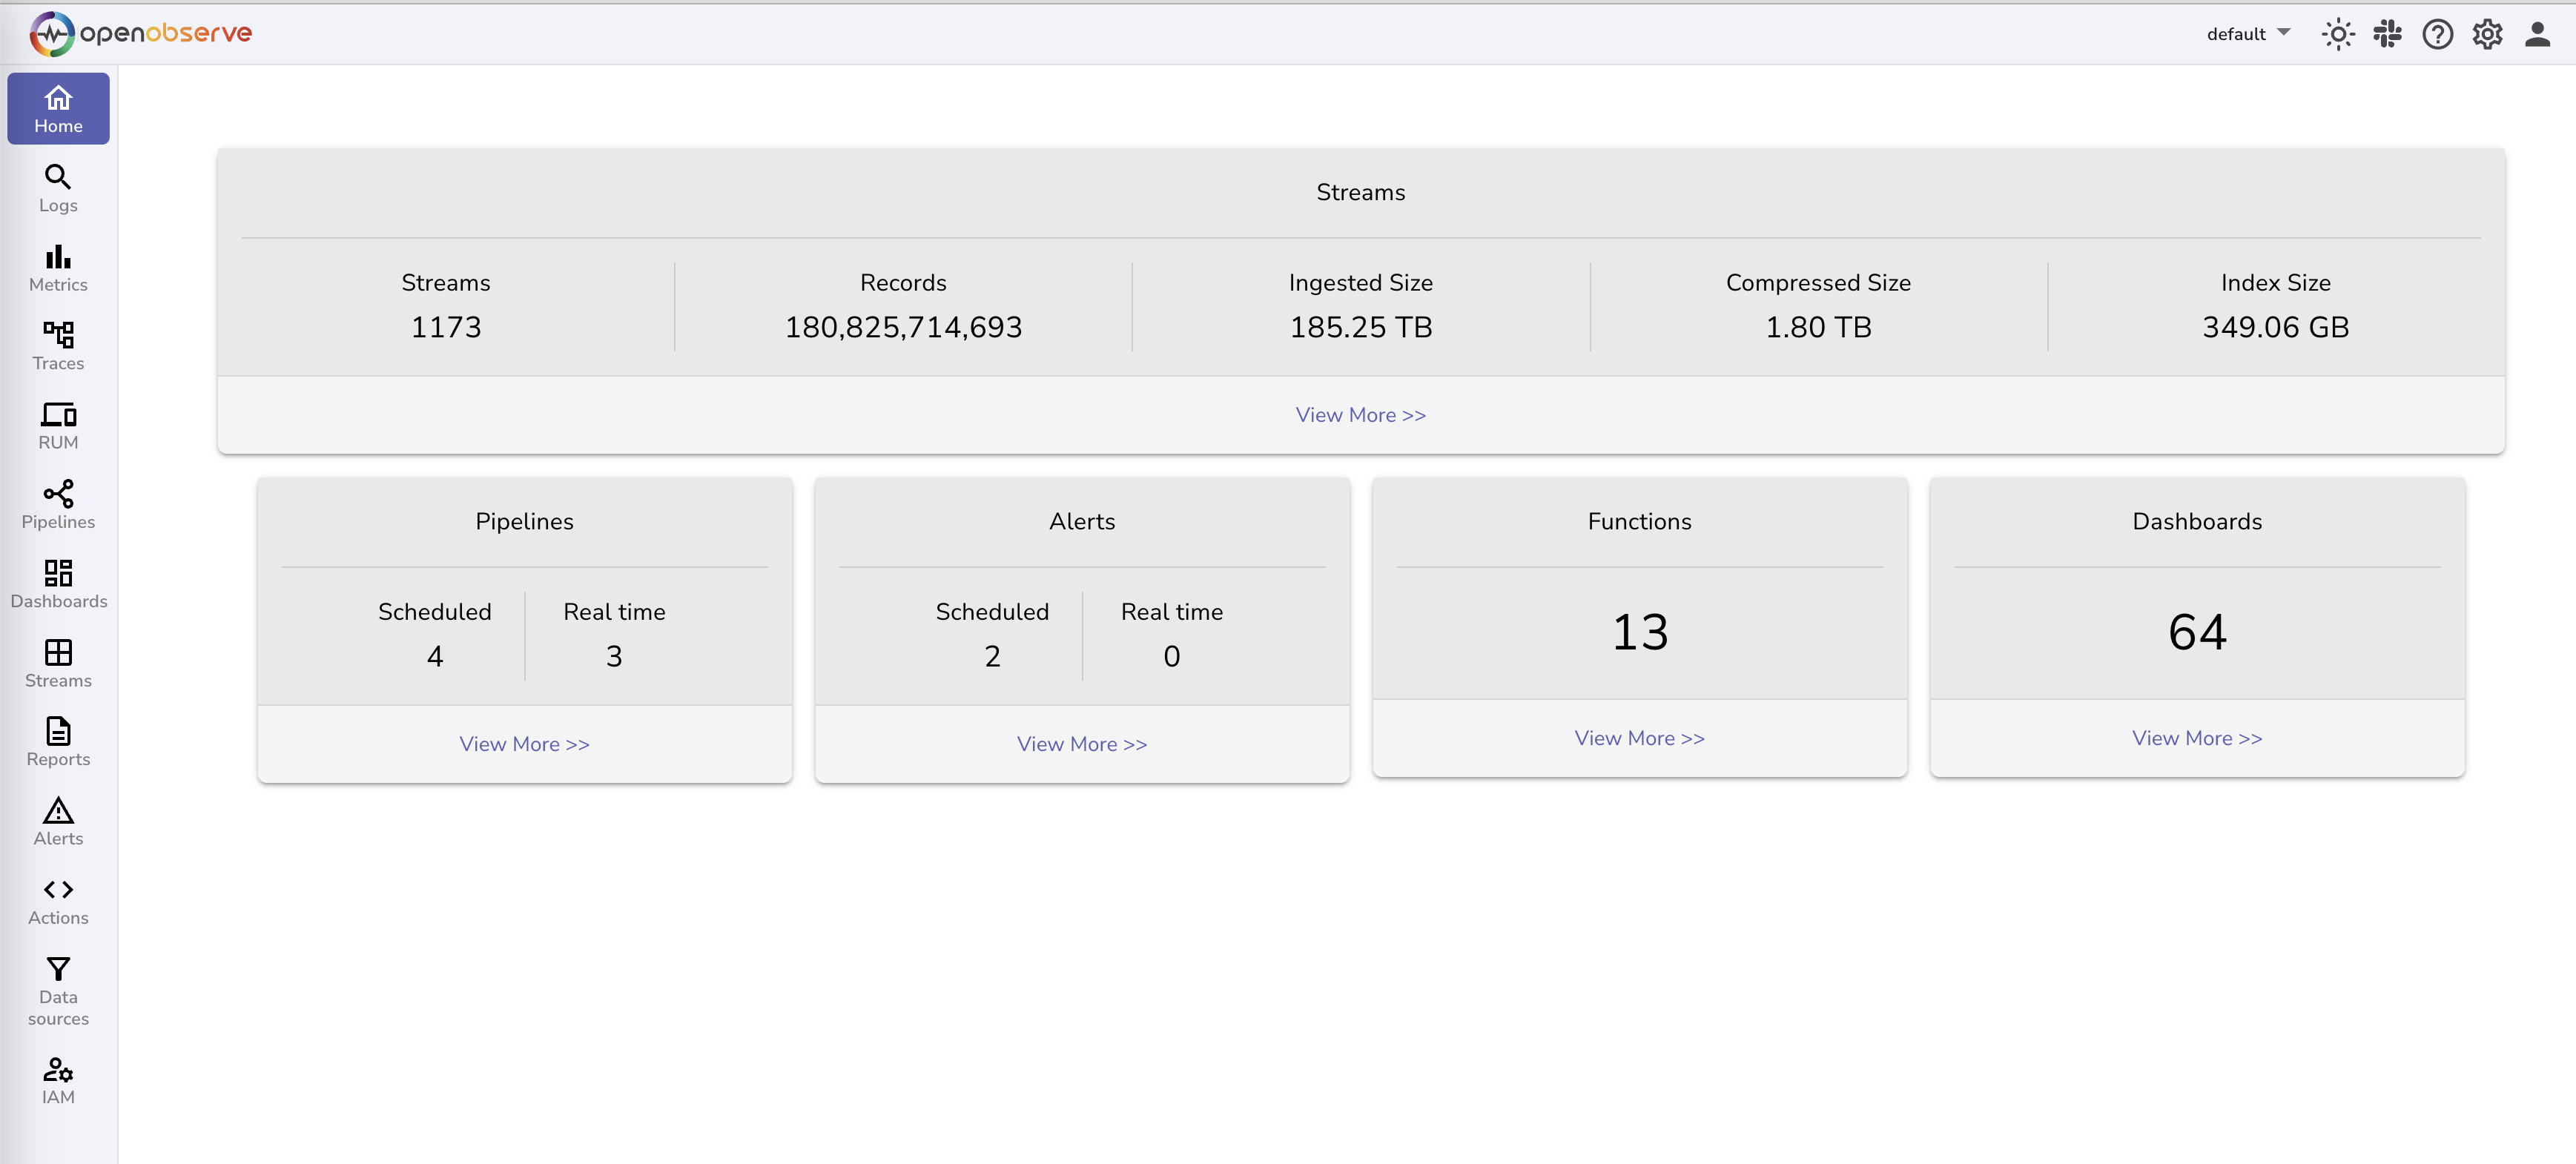 openobserve
default
Home
Logs
Metrics
Traces
RUM
Pipelines
Dashboards
Streams
Reports
Alerts
Actions
Data
sources
IAM
Streams
Streams
1173
Records
180,825,714,693
Ingested Size
185.25 TB
Compressed Size
1.80 TB
Index Size
349.06 GB
View More >>
Pipelines
Scheduled
4
Real time
3
View More >>
Alerts
Scheduled
2
Real time
0
View More >>
Functions
13
View More >>
Dashboards
64
View More >>